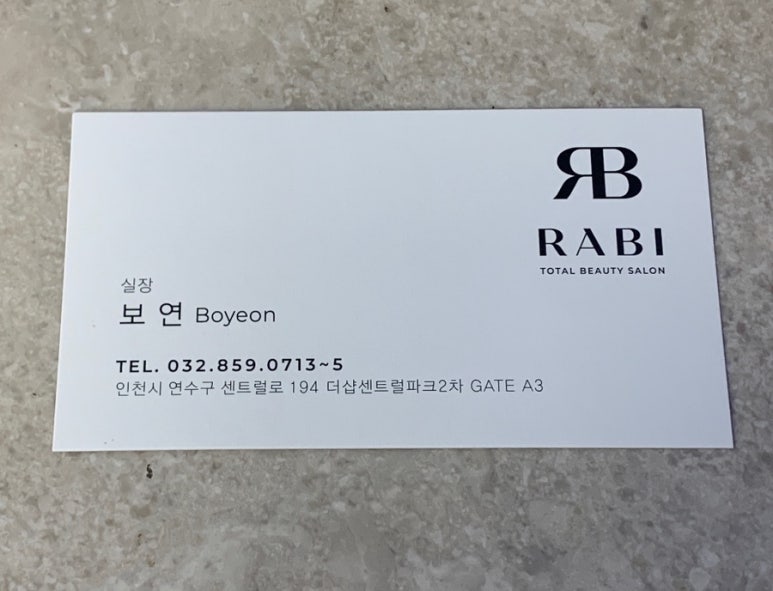 RB
RABI
TOTAL BEAUTY SALON
실장
보연 Boyeon
TEL. 032.859.0713~5
인천시 연수구 센트럴로 194 더샵센트럴파크2차 GATE A3